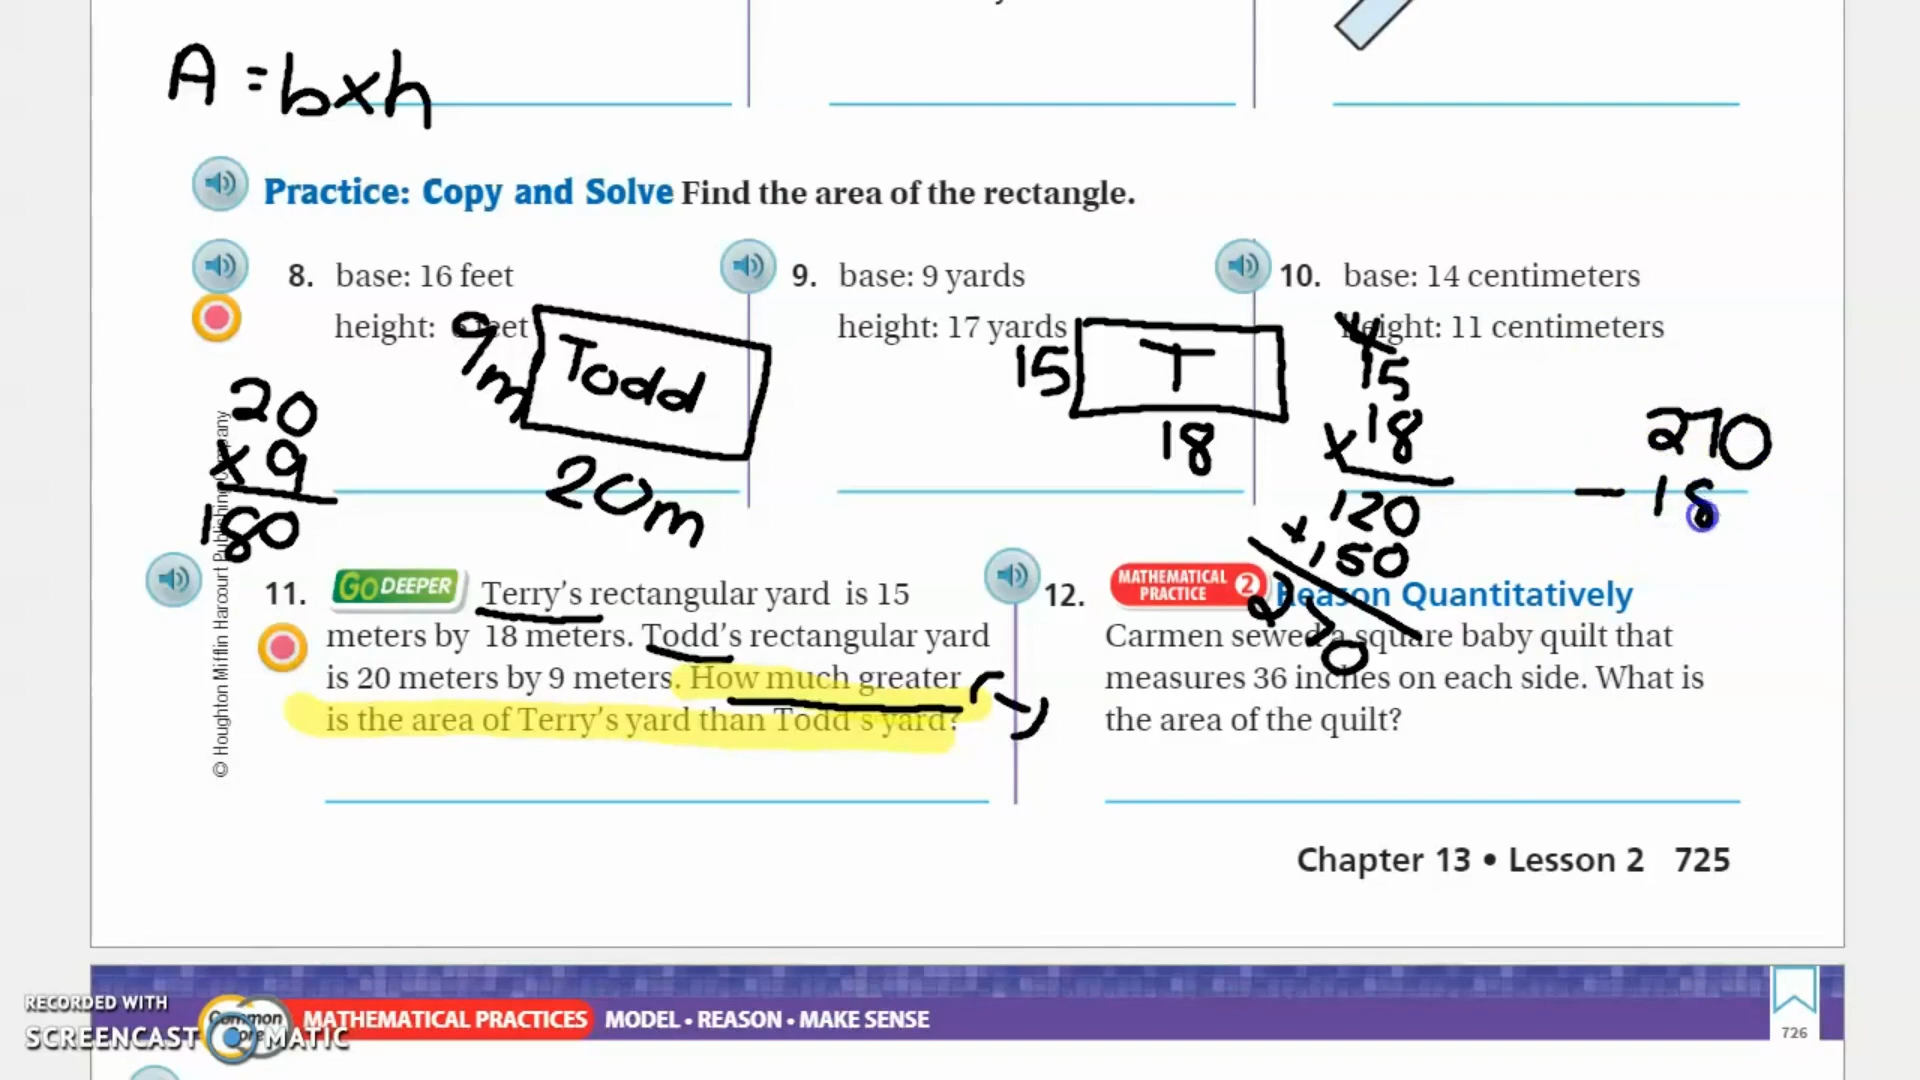 A = bxh
Practice: Copy and Solve Find the area of the rectangle.
8. base: 16 feet
height: feet
9. base: 9 yards
height: 17 yards
10. base: 14 centimeters
height: 11 centimeters
9m
Todd
20m
20
x 9
180
15
T
18
15
x 18
120
+150
270
270
- 18
11. GO DEEPER Terry's rectangular yard is 15
meters by 18 meters. Todd's rectangular yard
is 20 meters by 9 meters. How much greater
is the area of Terry's yard than Todd's yard?
(-)
12. MATHEMATICAL PRACTICE 2 Reason Quantitatively
Carmen sewed a square baby quilt that
measures 36 inches on each side. What is
the area of the quilt?
© Houghton Mifflin Harcourt Publishing Company
Chapter 13 • Lesson 2 725
Common Core MATHEMATICAL PRACTICES MODEL • REASON • MAKE SENSE
726
RECORDED WITH
SCREENCAST-O-MATIC